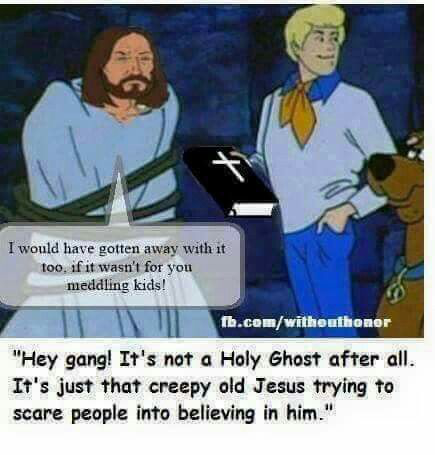 I would have gotten away with it
too, if it wasn't for you
meddling kids!
fb.com/withouthonor
"Hey gang! It's not a Holy Ghost after all.
It's just that creepy old Jesus trying to
scare people into believing in him."